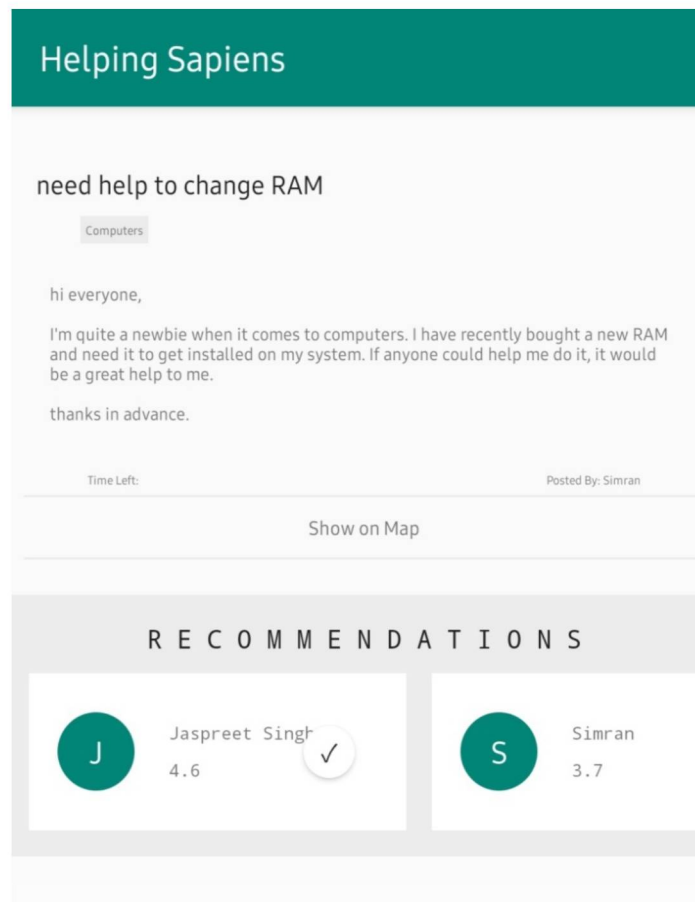 Helping Sapiens
need help to change RAM
Computers
hi everyone,
I'm quite a newbie when it comes to computers. I have recently bought a new RAM
and need it to get installed on my system. If anyone could help me do it, it would
be a great help to me.
thanks in advance.
Time Left:
Posted By: Simran
Show on Map
RECOMMENDATIONS
J
Jaspreet Singh
4.6
S
Simran
3.7